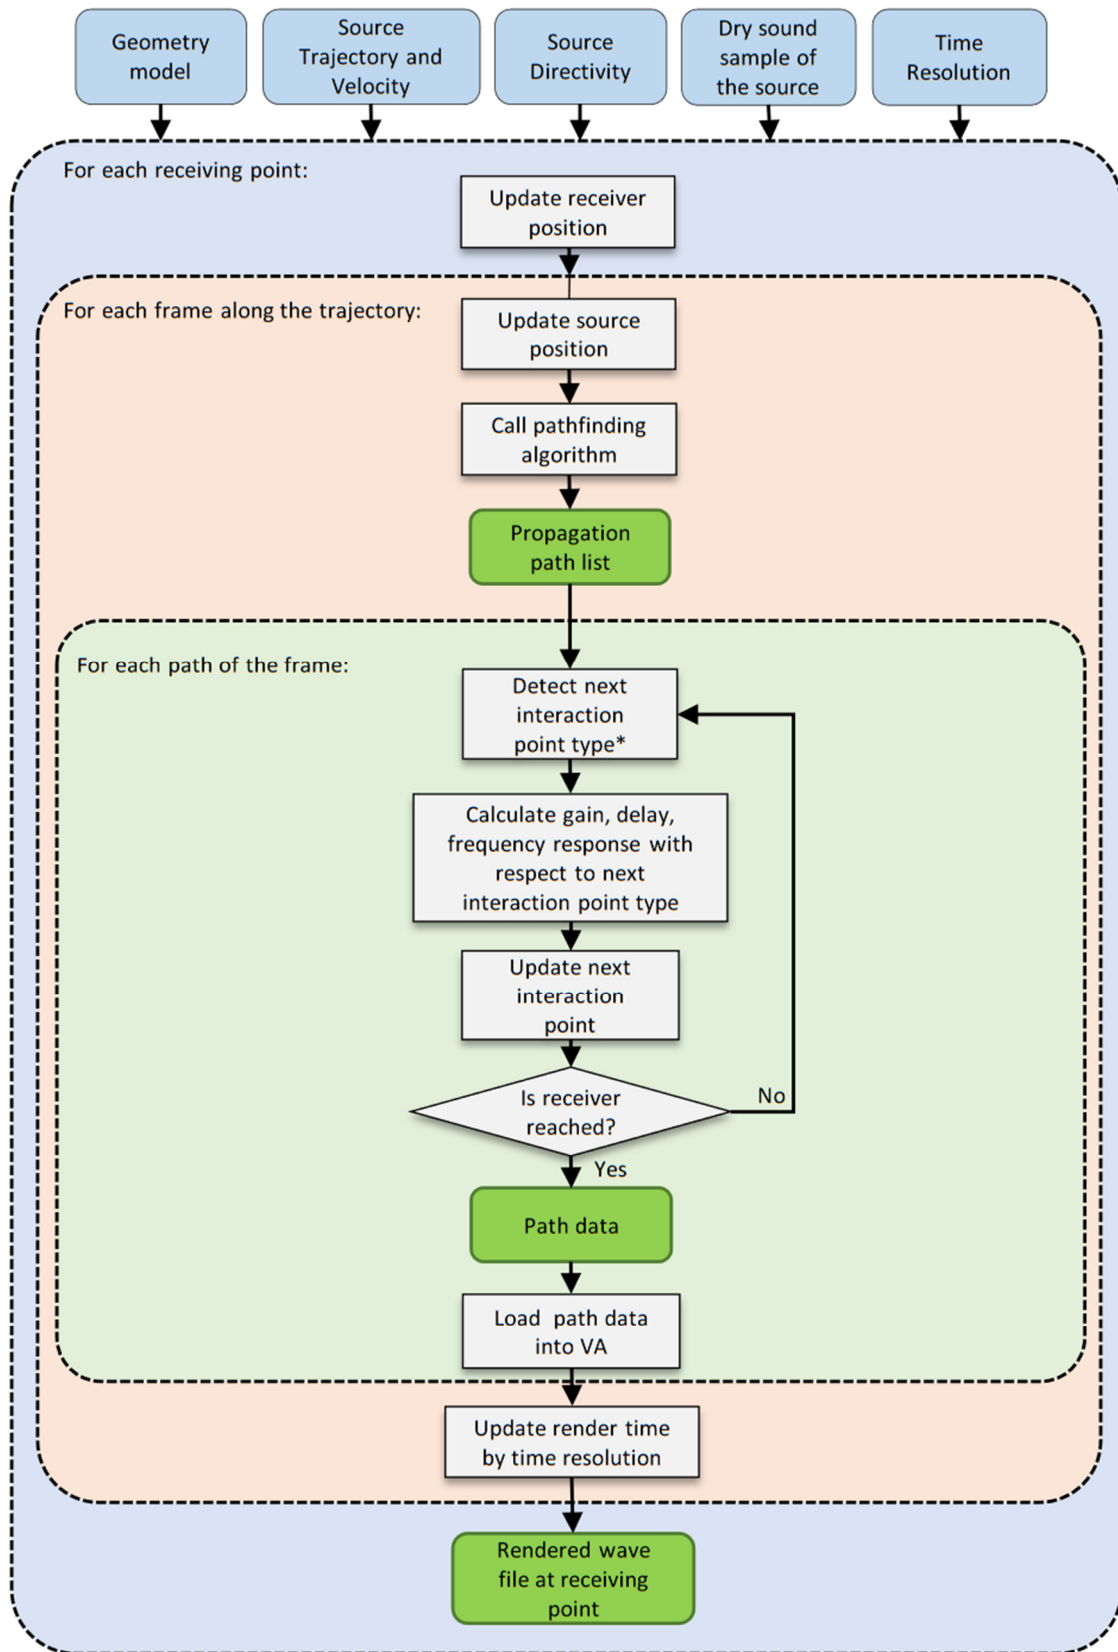 Geometry
model
Source
Trajectory and
Velocity
Source
Directivity
Dry sound
sample of
the source
Time
Resolution
For each receiving point:
Update receiver
position
For each frame along the trajectory:
Update source
position
Call pathfinding
algorithm
Propagation
path list
For each path of the frame:
Detect next
interaction
point type*
Calculate gain, delay,
frequency response with
respect to next
interaction point type
Update next
interaction
point
Is receiver
reached?
No
Yes
Path data
Load path data
into VA
Update render time
by time resolution
Rendered wave
file at receiving
point